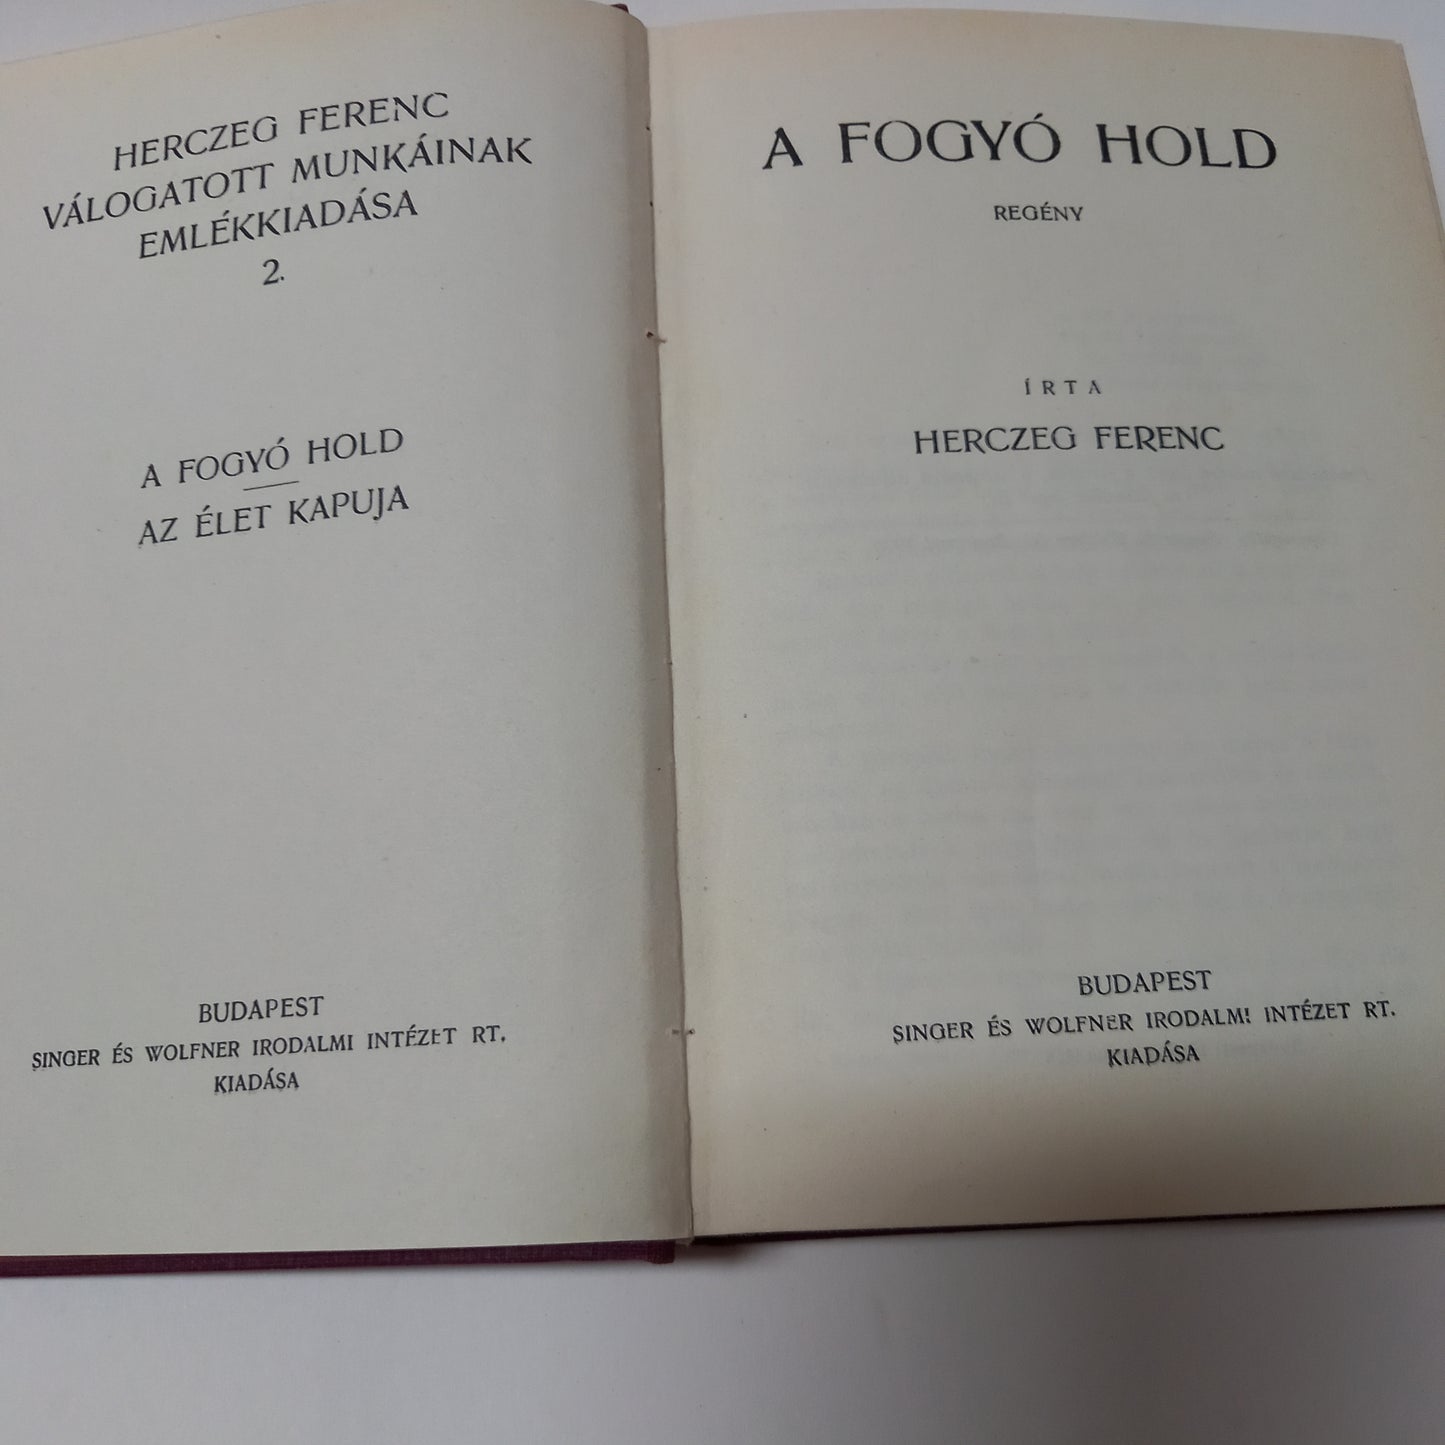 HERCZEG FERENC
VÁLOGATOTT MUNKÁINAK
EMLÉKKIADÁSA
2.
A FOGYÓ HOLD
AZ ÉLET KAPUJA
BUDAPEST
SINGER ÉS WOLFNER IRODALMI INTÉZET RT.
KIADÁSA
A FOGYÓ HOLD
REGÉNY
ÍRTA
HERCZEG FERENC
BUDAPEST
SINGER ÉS WOLFNER IRODALMI INTÉZET RT.
KIADÁSA